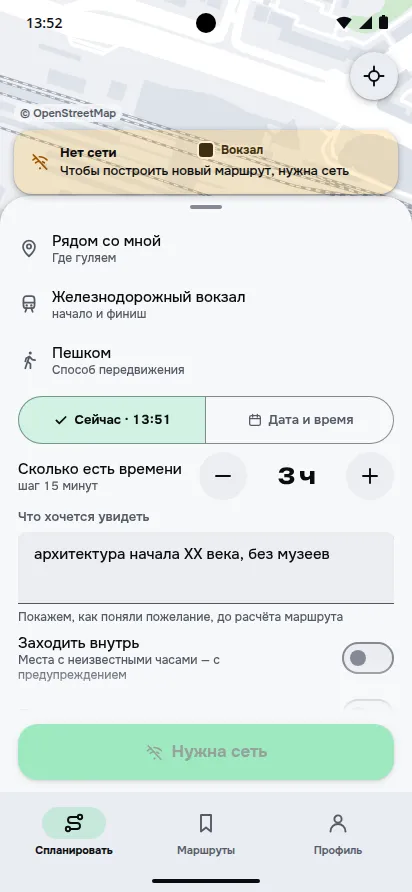 13:52
© OpenStreetMap
Вокзал
Нет сети
Чтобы построить новый маршрут, нужна сеть
Рядом со мной
Где гуляем
Железнодорожный вокзал
начало и финиш
Пешком
Способ передвижения
Сейчас · 13:51
Дата и время
Сколько есть времени
шаг 15 минут
3 ч
Что хочется увидеть
архитектура начала XX века, без музеев
Покажем, как поняли пожелание, до расчёта маршрута
Заходить внутрь
Места с неизвестными часами — с
предупреждением
Нужна сеть
Спланировать
Маршруты
Профиль